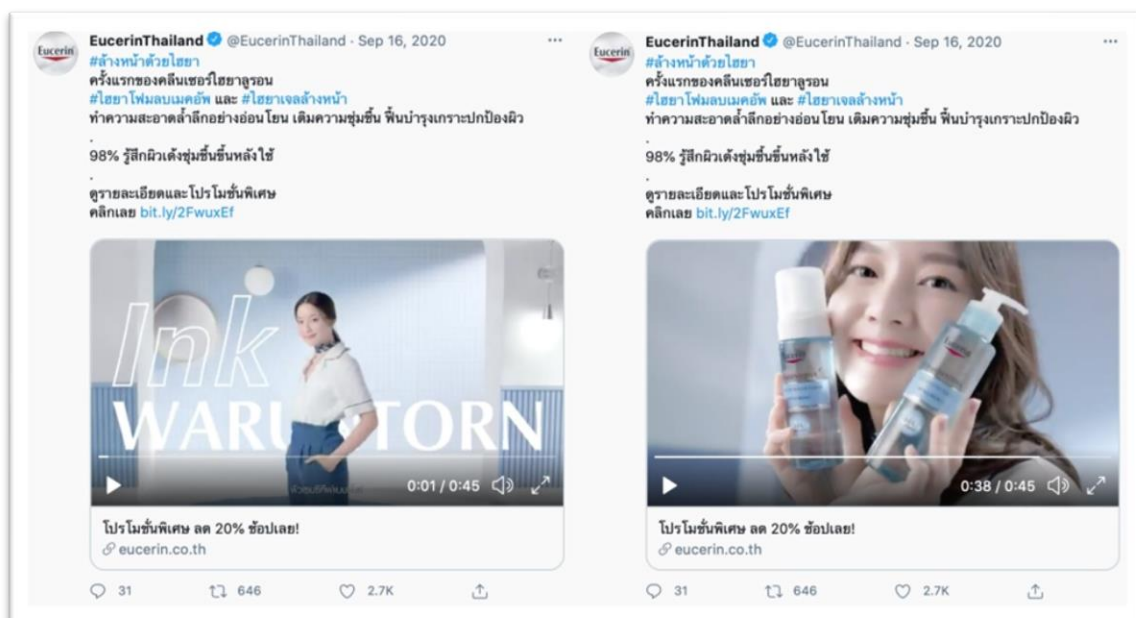 Eucerin
EucerinThailand @EucerinThailand · Sep 16, 2020 ···
#ล้างหน้าด้วยไฮยา
ครั้งแรกของคลีนเซอร์ไฮยาลูรอน
#ไฮยาโฟมลบเมคอัพ และ #ไฮยาเจลล้างหน้า
ทำความสะอาดล้ำลึกอย่างอ่อนโยน เติมความชุ่มชื้น ฟื้นบำรุงเกราะปกป้องผิว
.
98% รู้สึกผิวเด้งชุ่มชื้นขึ้นหลังใช้
.
ดูรายละเอียดและโปรโมชั่นพิเศษ
คลิกเลย bit.ly/2FwuxEf
Ink
WARU TORN
0:01 / 0:45
โปรโมชั่นพิเศษ ลด 20% ช้อปเลย!
eucerin.co.th
31 646 2.7K
Eucerin
EucerinThailand @EucerinThailand · Sep 16, 2020 ···
#ล้างหน้าด้วยไฮยา
ครั้งแรกของคลีนเซอร์ไฮยาลูรอน
#ไฮยาโฟมลบเมคอัพ และ #ไฮยาเจลล้างหน้า
ทำความสะอาดล้ำลึกอย่างอ่อนโยน เติมความชุ่มชื้น ฟื้นบำรุงเกราะปกป้องผิว
.
98% รู้สึกผิวเด้งชุ่มชื้นขึ้นหลังใช้
.
ดูรายละเอียดและโปรโมชั่นพิเศษ
คลิกเลย bit.ly/2FwuxEf
Eucerin
Eucerin
0:38 / 0:45
โปรโมชั่นพิเศษ ลด 20% ช้อปเลย!
eucerin.co.th
31 646 2.7K